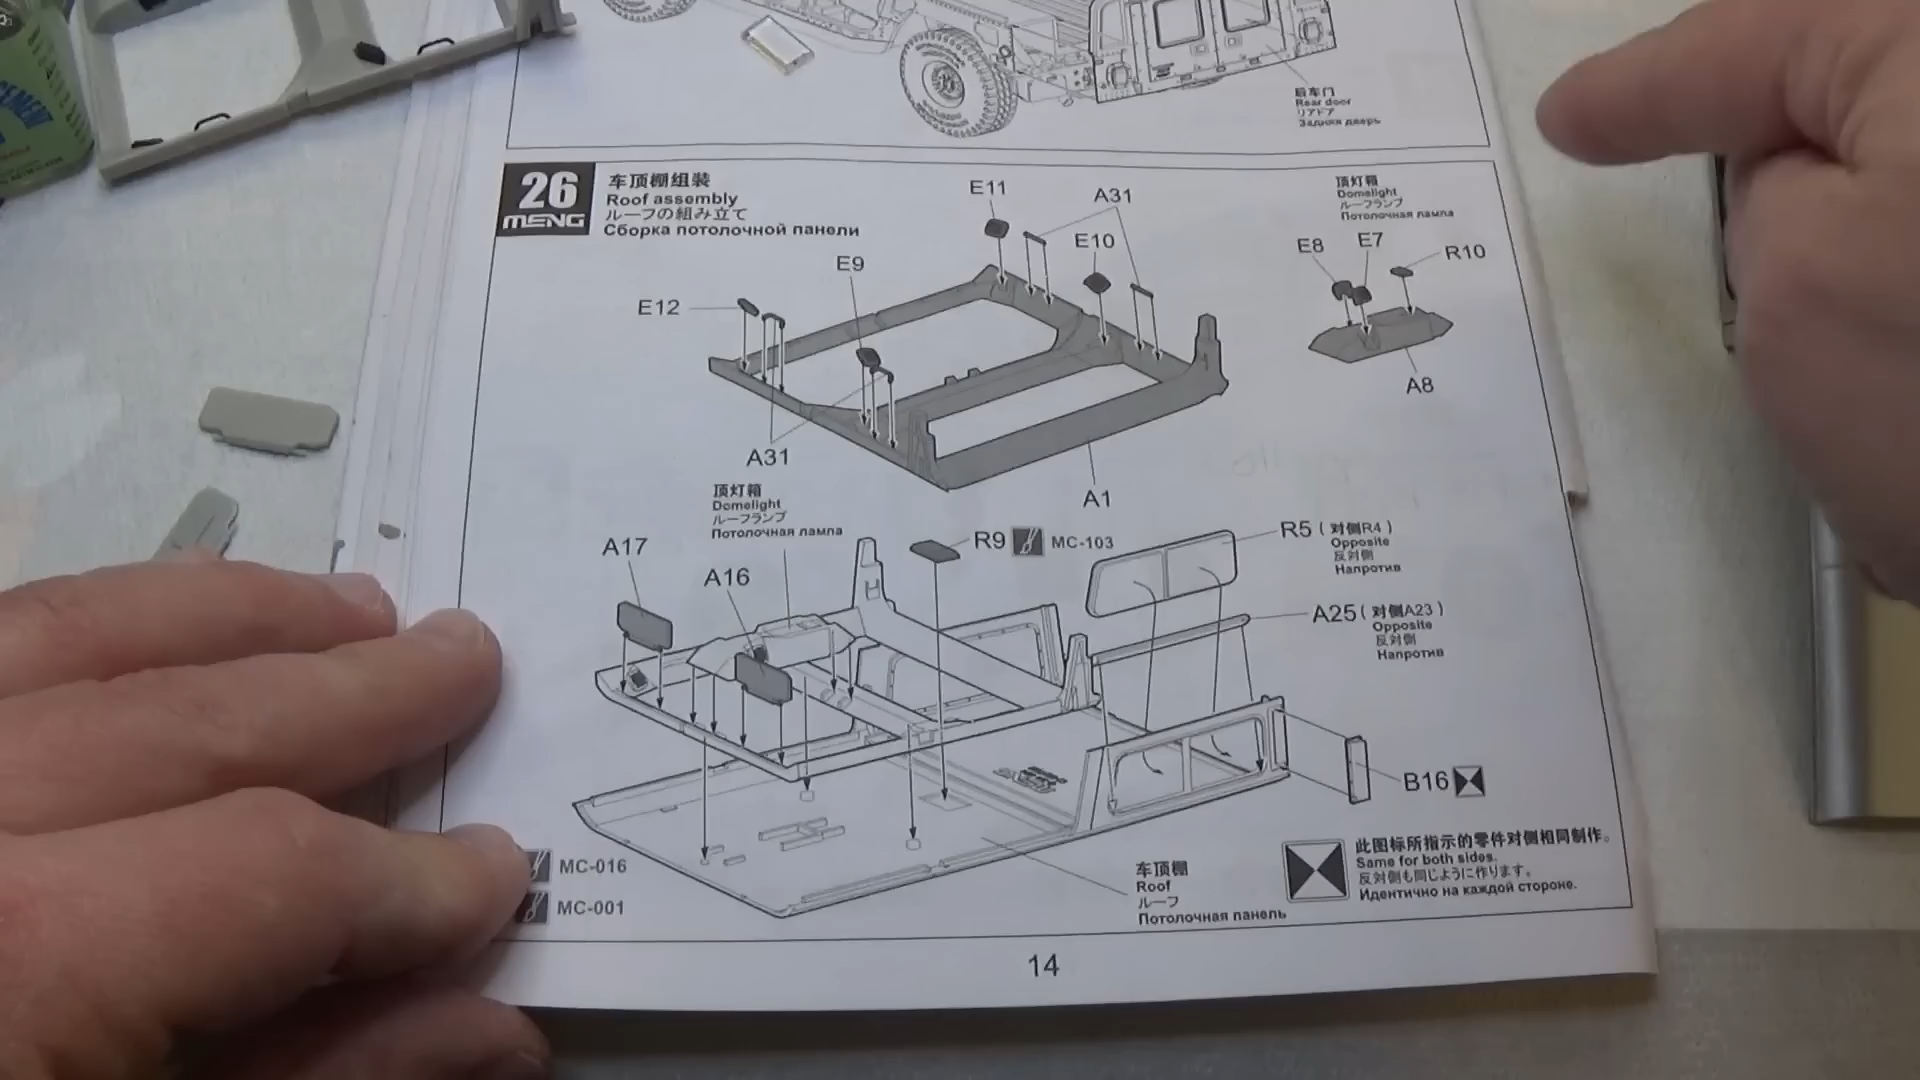 后车门
Rear door
リアドア
Задняя дверь
26
MENG
车顶棚组装
Roof assembly
ルーフの組み立て
Сборка потолочной панели
E11
A31
E10
E9
E12
A31
A1
顶灯箱
Domelight
ルーフランプ
Потолочная лампа
E8
E7
R10
A8
顶灯箱
Domelight
ルーフランプ
Потолочная лампа
A17
A16
R9 MC-103
R5 ( 对侧R4 )
Opposite
反対側
Напротив
A25 ( 对侧A23 )
Opposite
反対側
Напротив
B16
MC-016
MC-001
车顶棚
Roof
ルーフ
Потолочная панель
此图标所指示的零件对侧相同制作。
Same for both sides.
反対側も同じように作ります。
Идентично на каждой стороне.
14